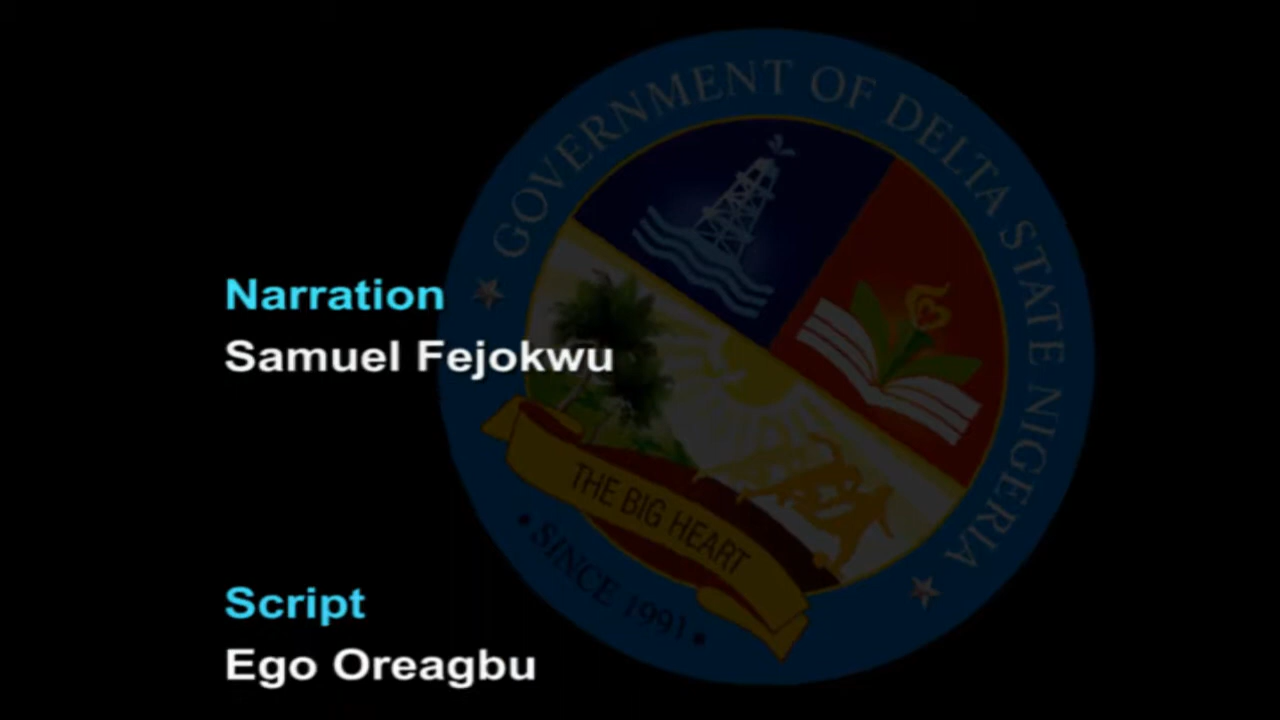 GOVERNMENT OF DELTA STATE NIGERIA
Narration
Samuel Fejokwu
THE BIG HEART
• SINCE 1991 •
Script
Ego Oreagbu